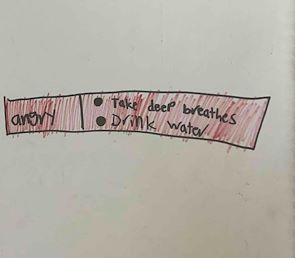 angry
• Take deep breathes
• Drink water